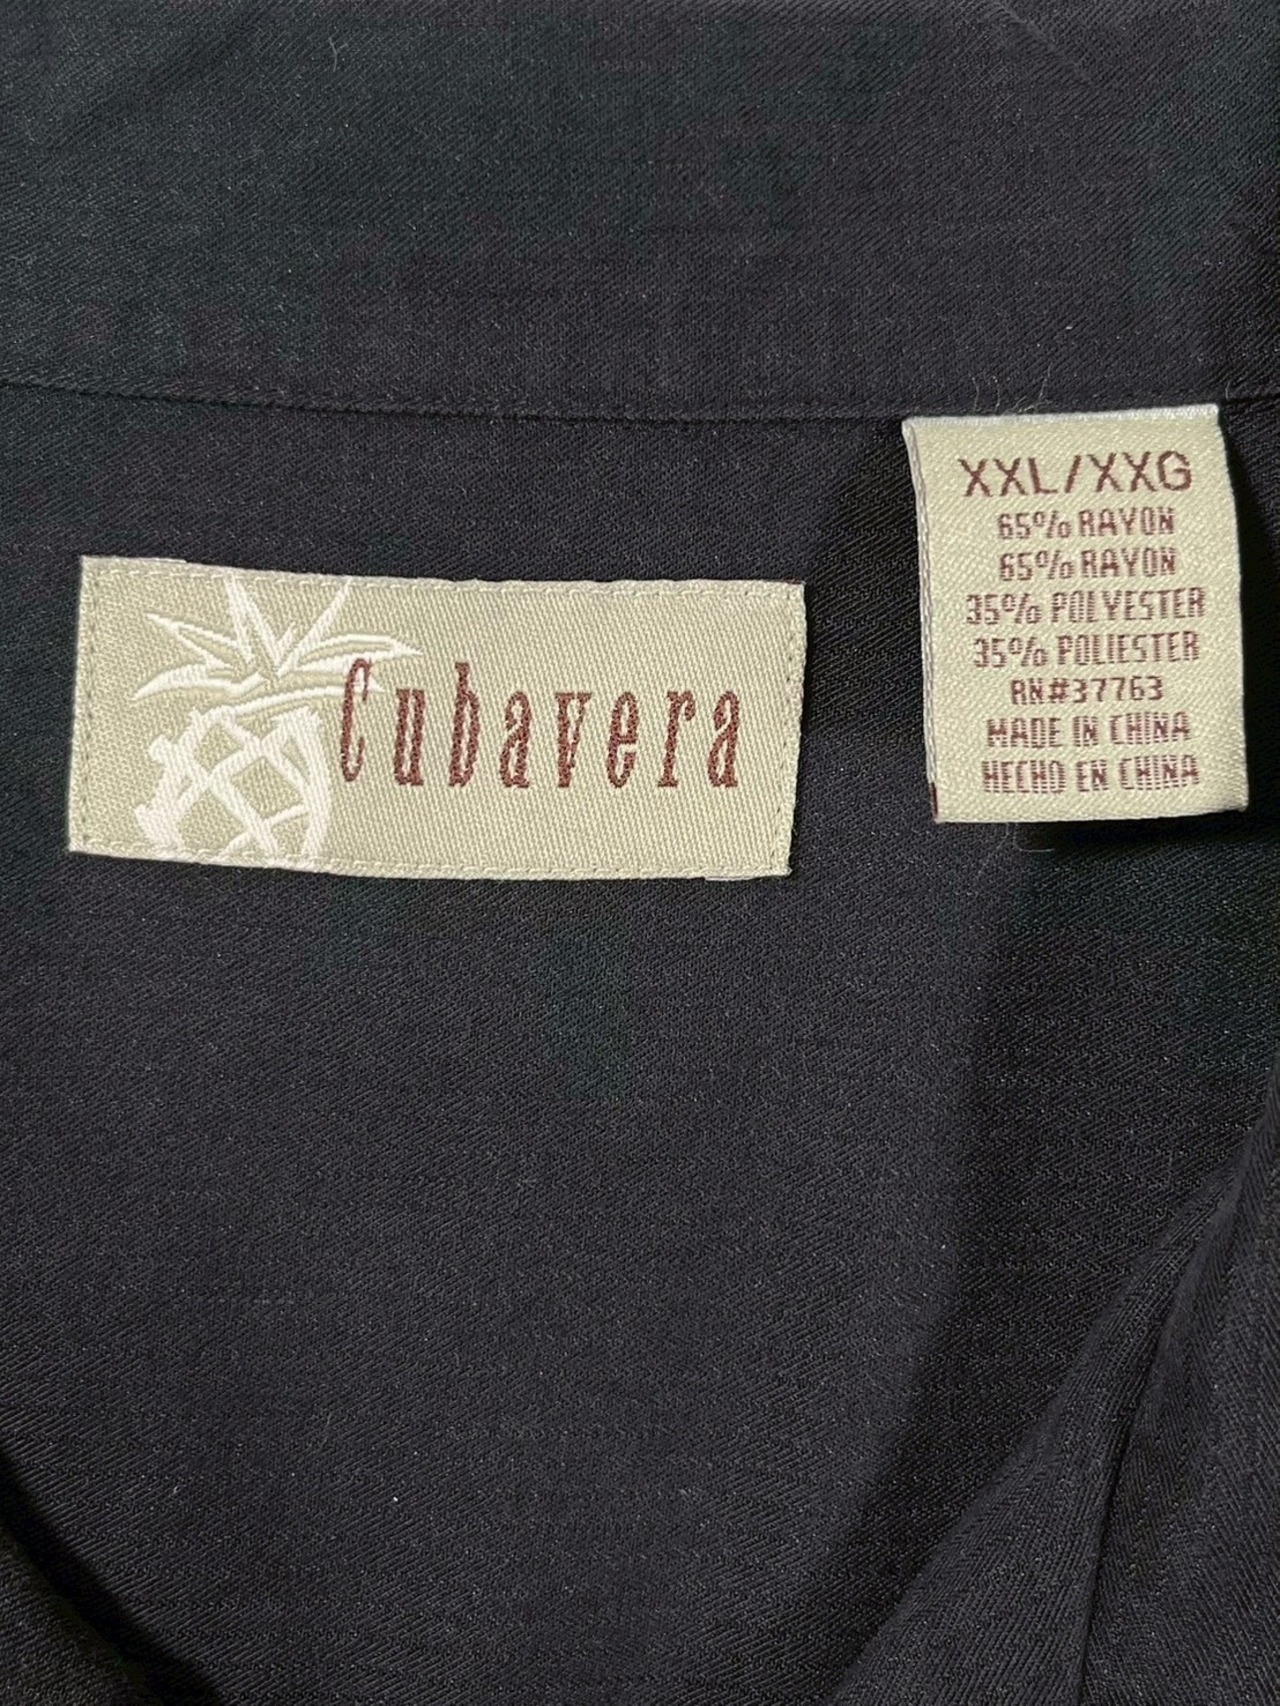 Cubavera
XXL/XXG
65% RAYON
65% RAYON
35% POLYESTER
35% POLIESTER
RN#37763
MADE IN CHINA
HECHO EN CHINA